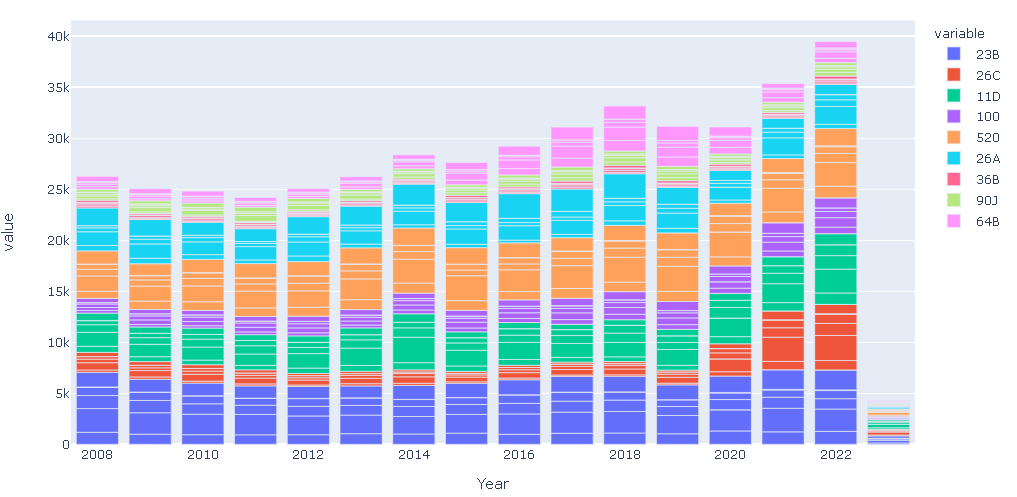 variable
23B
26C
11D
100
520
26A
36B
90J
64B
value
40k
35k
30k
25k
20k
15k
10k
5k
0
2008 2010 2012 2014 2016 2018 2020 2022
Year